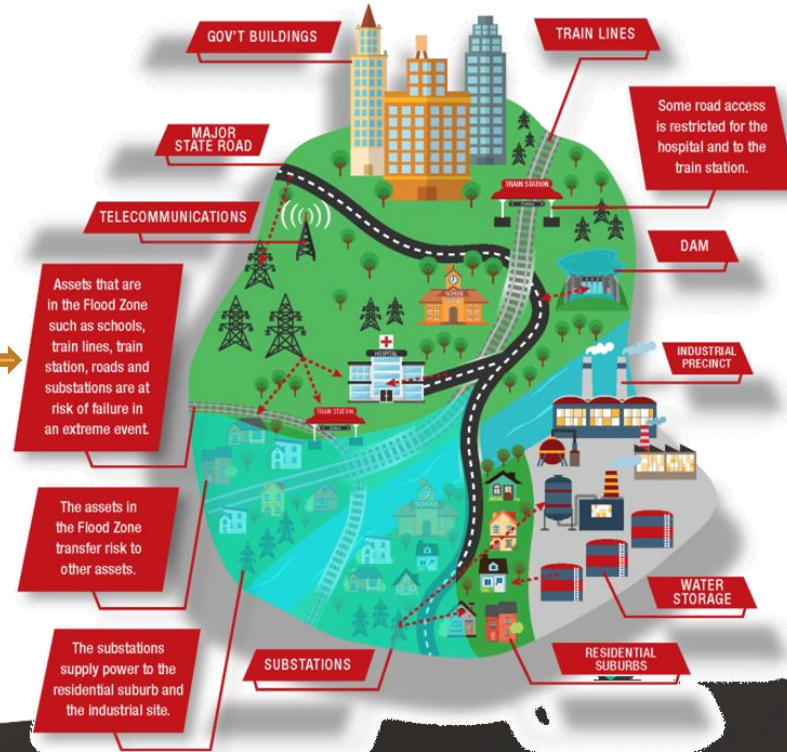 GOV'T BUILDINGS
TRAIN LINES
Some road access
is restricted for the
hospital and to the
train station.
MAJOR
STATE ROAD
TRAIN STATION
TELECOMMUNICATIONS
DAM
Assets that are
in the Flood Zone
such as schools,
train lines, train
station, roads and
substations are at
risk of failure in
an extreme event.
SCHOOL
INDUSTRIAL
PRECINCT
HOSPITAL
TRAIN STATION
The assets in
the Flood Zone
transfer risk to
other assets.
SCHOOL
WATER
STORAGE
The substations
supply power to the
residential suburb and
the industrial site.
SUBSTATIONS
RESIDENTIAL
SUBURBS